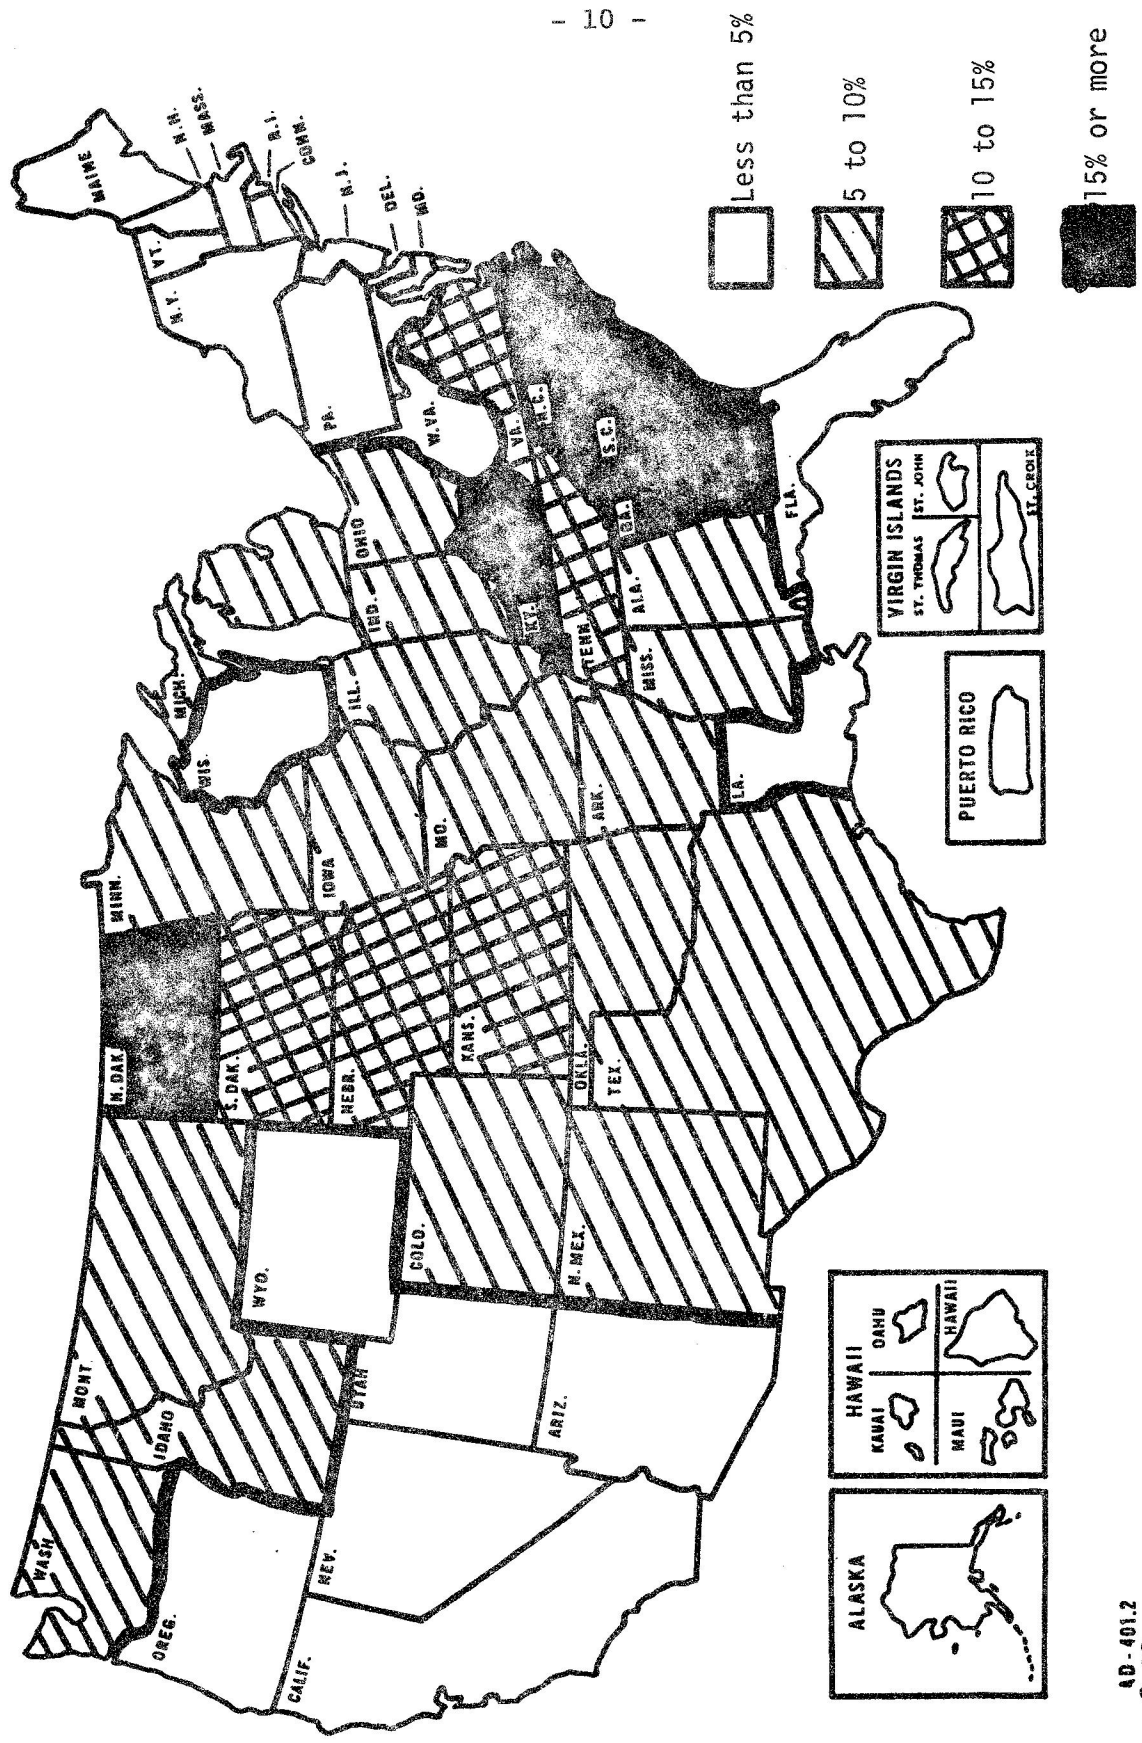 - 10 -
WASH
OREG.
CALIF.
NEV.
IDAHO
MONT.
WYO.
UTAH
ARIZ.
COLO.
N. MEX.
N. DAK
S. DAK.
NEBR.
KANS.
OKLA.
TEX.
MINN.
IOWA
MO.
ARK.
LA.
WIS.
MICH.
ILL.
IND.
OHIO
KY.
TENN
MISS.
ALA.
GA.
FLA.
S.C.
N.C.
VA.
W.VA.
PA.
N.Y.
VT.
MAINE
N.H.
MASS.
R.I.
CONN.
N.J.
DEL.
MD.
ALASKA
HAWAII
KAUAI
OAHU
MAUI
HAWAII
PUERTO RICO
VIRGIN ISLANDS
ST. THOMAS
ST. JOHN
ST. CROIX
Less than 5%
5 to 10%
10 to 15%
15% or more
AD-401.2